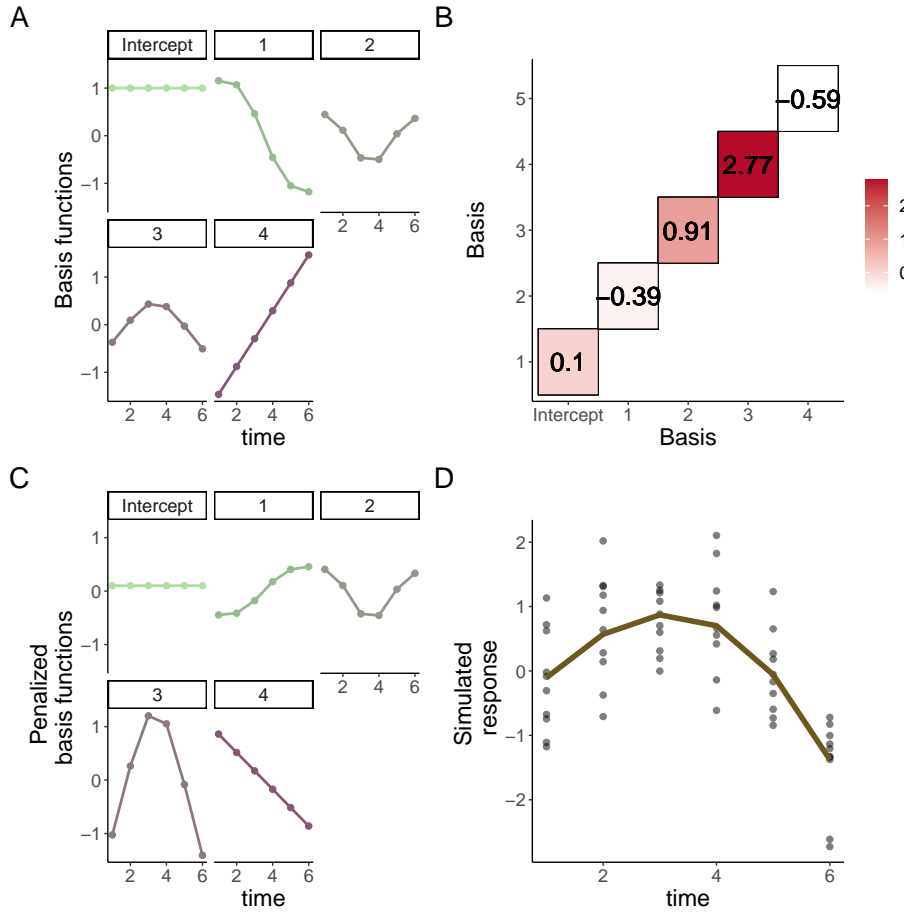 A
Intercept 1 2
1
0
−1
2 4 6
3 4
1
0
−1
2 4 6 2 4 6
Basis functions
time
B
5
4
3
2
1
−0.59
2.77
0.91
−0.39
0.1
Intercept 1 2 3 4
Basis
Basis
2
1
0
C
Intercept 1 2
1
0
−1
2 4 6
3 4
1
0
−1
2 4 6 2 4 6
Penalized
basis functions
time
D
2
1
0
−1
−2
2 4 6
Simulated
response
time